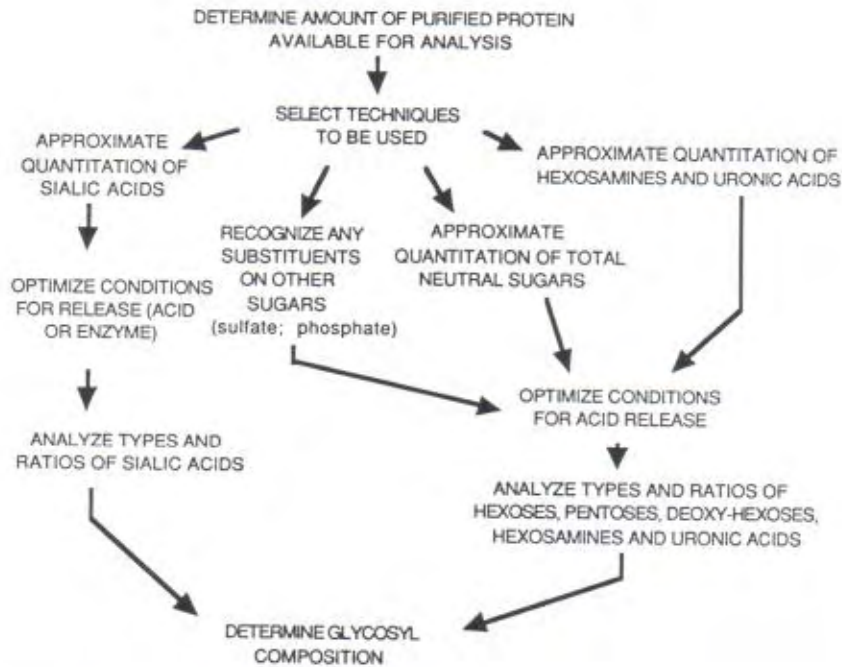 DETERMINE AMOUNT OF PURIFIED PROTEIN
AVAILABLE FOR ANALYSIS
SELECT TECHNIQUES
TO BE USED
APPROXIMATE
QUANTITATION OF
SIALIC ACIDS
APPROXIMATE QUANTITATION OF
HEXOSAMINES AND URONIC ACIDS
RECOGNIZE ANY
SUBSTITUENTS
ON OTHER
SUGARS
(sulfate; phosphate)
APPROXIMATE
QUANTITATION OF TOTAL
NEUTRAL SUGARS
OPTIMIZE CONDITIONS
FOR RELEASE (ACID
OR ENZYME)
OPTIMIZE CONDITIONS
FOR ACID RELEASE
ANALYZE TYPES AND
RATIOS OF SIALIC ACIDS
ANALYZE TYPES AND RATIOS OF
HEXOSES, PENTOSES, DEOXY-HEXOSES,
HEXOSAMINES AND URONIC ACIDS
DETERMINE GLYCOSYL
COMPOSITION